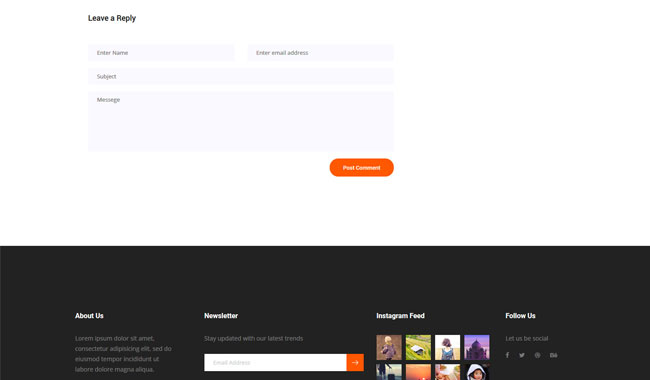 Leave a Reply
Enter Name
Enter email address
Subject
Messege
Post Comment
About Us
Lorem ipsum dolor sit amet,
consectetur adipisicing elit, sed do
eiusmod tempor incididunt ut
labore dolore magna aliqua.
Newsletter
Stay updated with our latest trends
Email Address
Instagram Feed
Follow Us
Let us be social